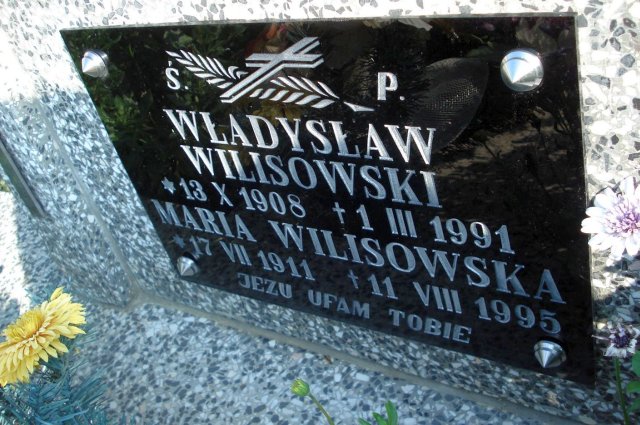 Ś. P.
WŁADYSŁAW
WILISOWSKI
★ 13 X 1908 ✝ 1 III 1991
MARIA WILISOWSKA
★ 17 VII 1911 ✝ 11 VIII 1995
JEZU UFAM TOBIE